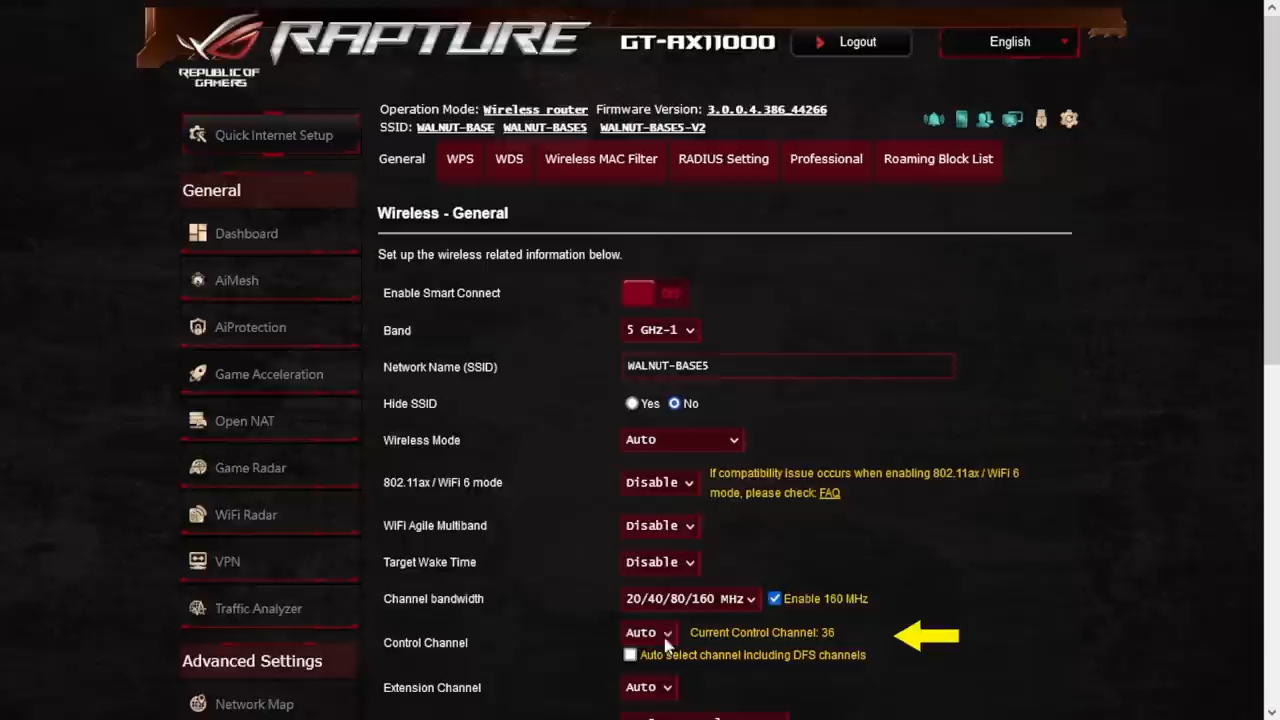 REPUBLIC OF
GAMERS
RAPTURE
GT-AX11000
Logout
English
Operation Mode: Wireless router Firmware Version: 3.0.0.4.386_44266
SSID: WALNUT-BASE WALNUT-BASE5 WALNUT-BASE5-V2
Quick Internet Setup
General WPS WDS Wireless MAC Filter RADIUS Setting Professional Roaming Block List
General
Dashboard
AiMesh
AiProtection
Game Acceleration
Open NAT
Game Radar
WiFi Radar
VPN
Traffic Analyzer
Advanced Settings
Network Map
Wireless - General
Set up the wireless related information below.
Enable Smart Connect OFF
Band 5 GHz-1
Network Name (SSID) WALNUT-BASE5
Hide SSID Yes No
Wireless Mode Auto
802.11ax / WiFi 6 mode Disable If compatibility issue occurs when enabling 802.11ax / WiFi 6
mode, please check: FAQ
WiFi Agile Multiband Disable
Target Wake Time Disable
Channel bandwidth 20/40/80/160 MHz Enable 160 MHz
Control Channel Auto Current Control Channel: 36
Auto select channel including DFS channels
Extension Channel Auto